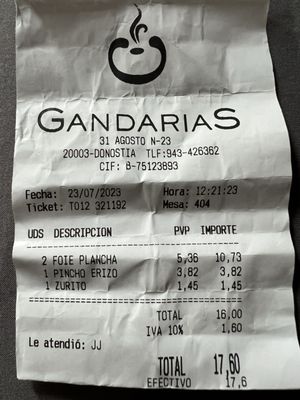 GANDARIAS
31 AGOSTO N-23
20003-DONOSTIA TLF:943-426362
CIF: B-75123893
Fecha: 23/07/2023 Hora: 12:21:23
Ticket: T012 321192 Mesa: 404
UDS DESCRIPCION PVP IMPORTE
2 FOIE PLANCHA 5,36 10,73
1 PINCHO ERIZO 3,82 3,82
1 ZURITO 1,45 1,45
TOTAL 16,00
IVA 10% 1,60
Le atendió: JJ
TOTAL 17,60
EFECTIVO 17,6